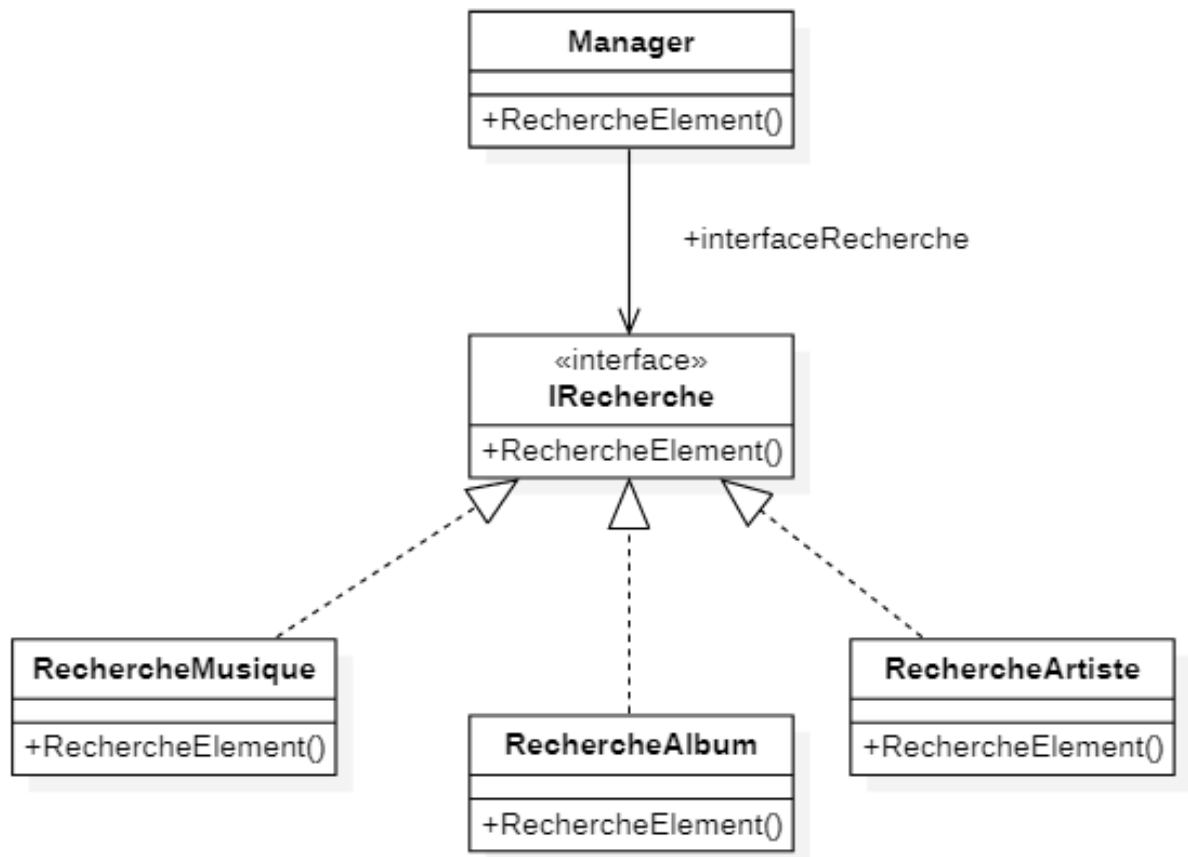 Manager
+RechercheElement()
+interfaceRecherche
«interface»
IRecherche
+RechercheElement()
RechercheMusique
+RechercheElement()
RechercheAlbum
+RechercheElement()
RechercheArtiste
+RechercheElement()